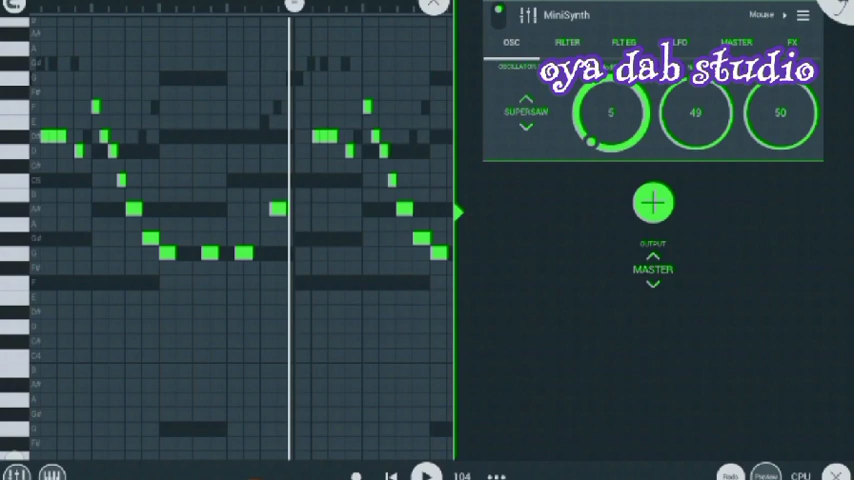 MiniSynth
Mouse
OSC FILTER FLT EG LFO MASTER FX
oya dab studio
SUPERSAW
5
49
50
OUTPUT
MASTER
104
CPU